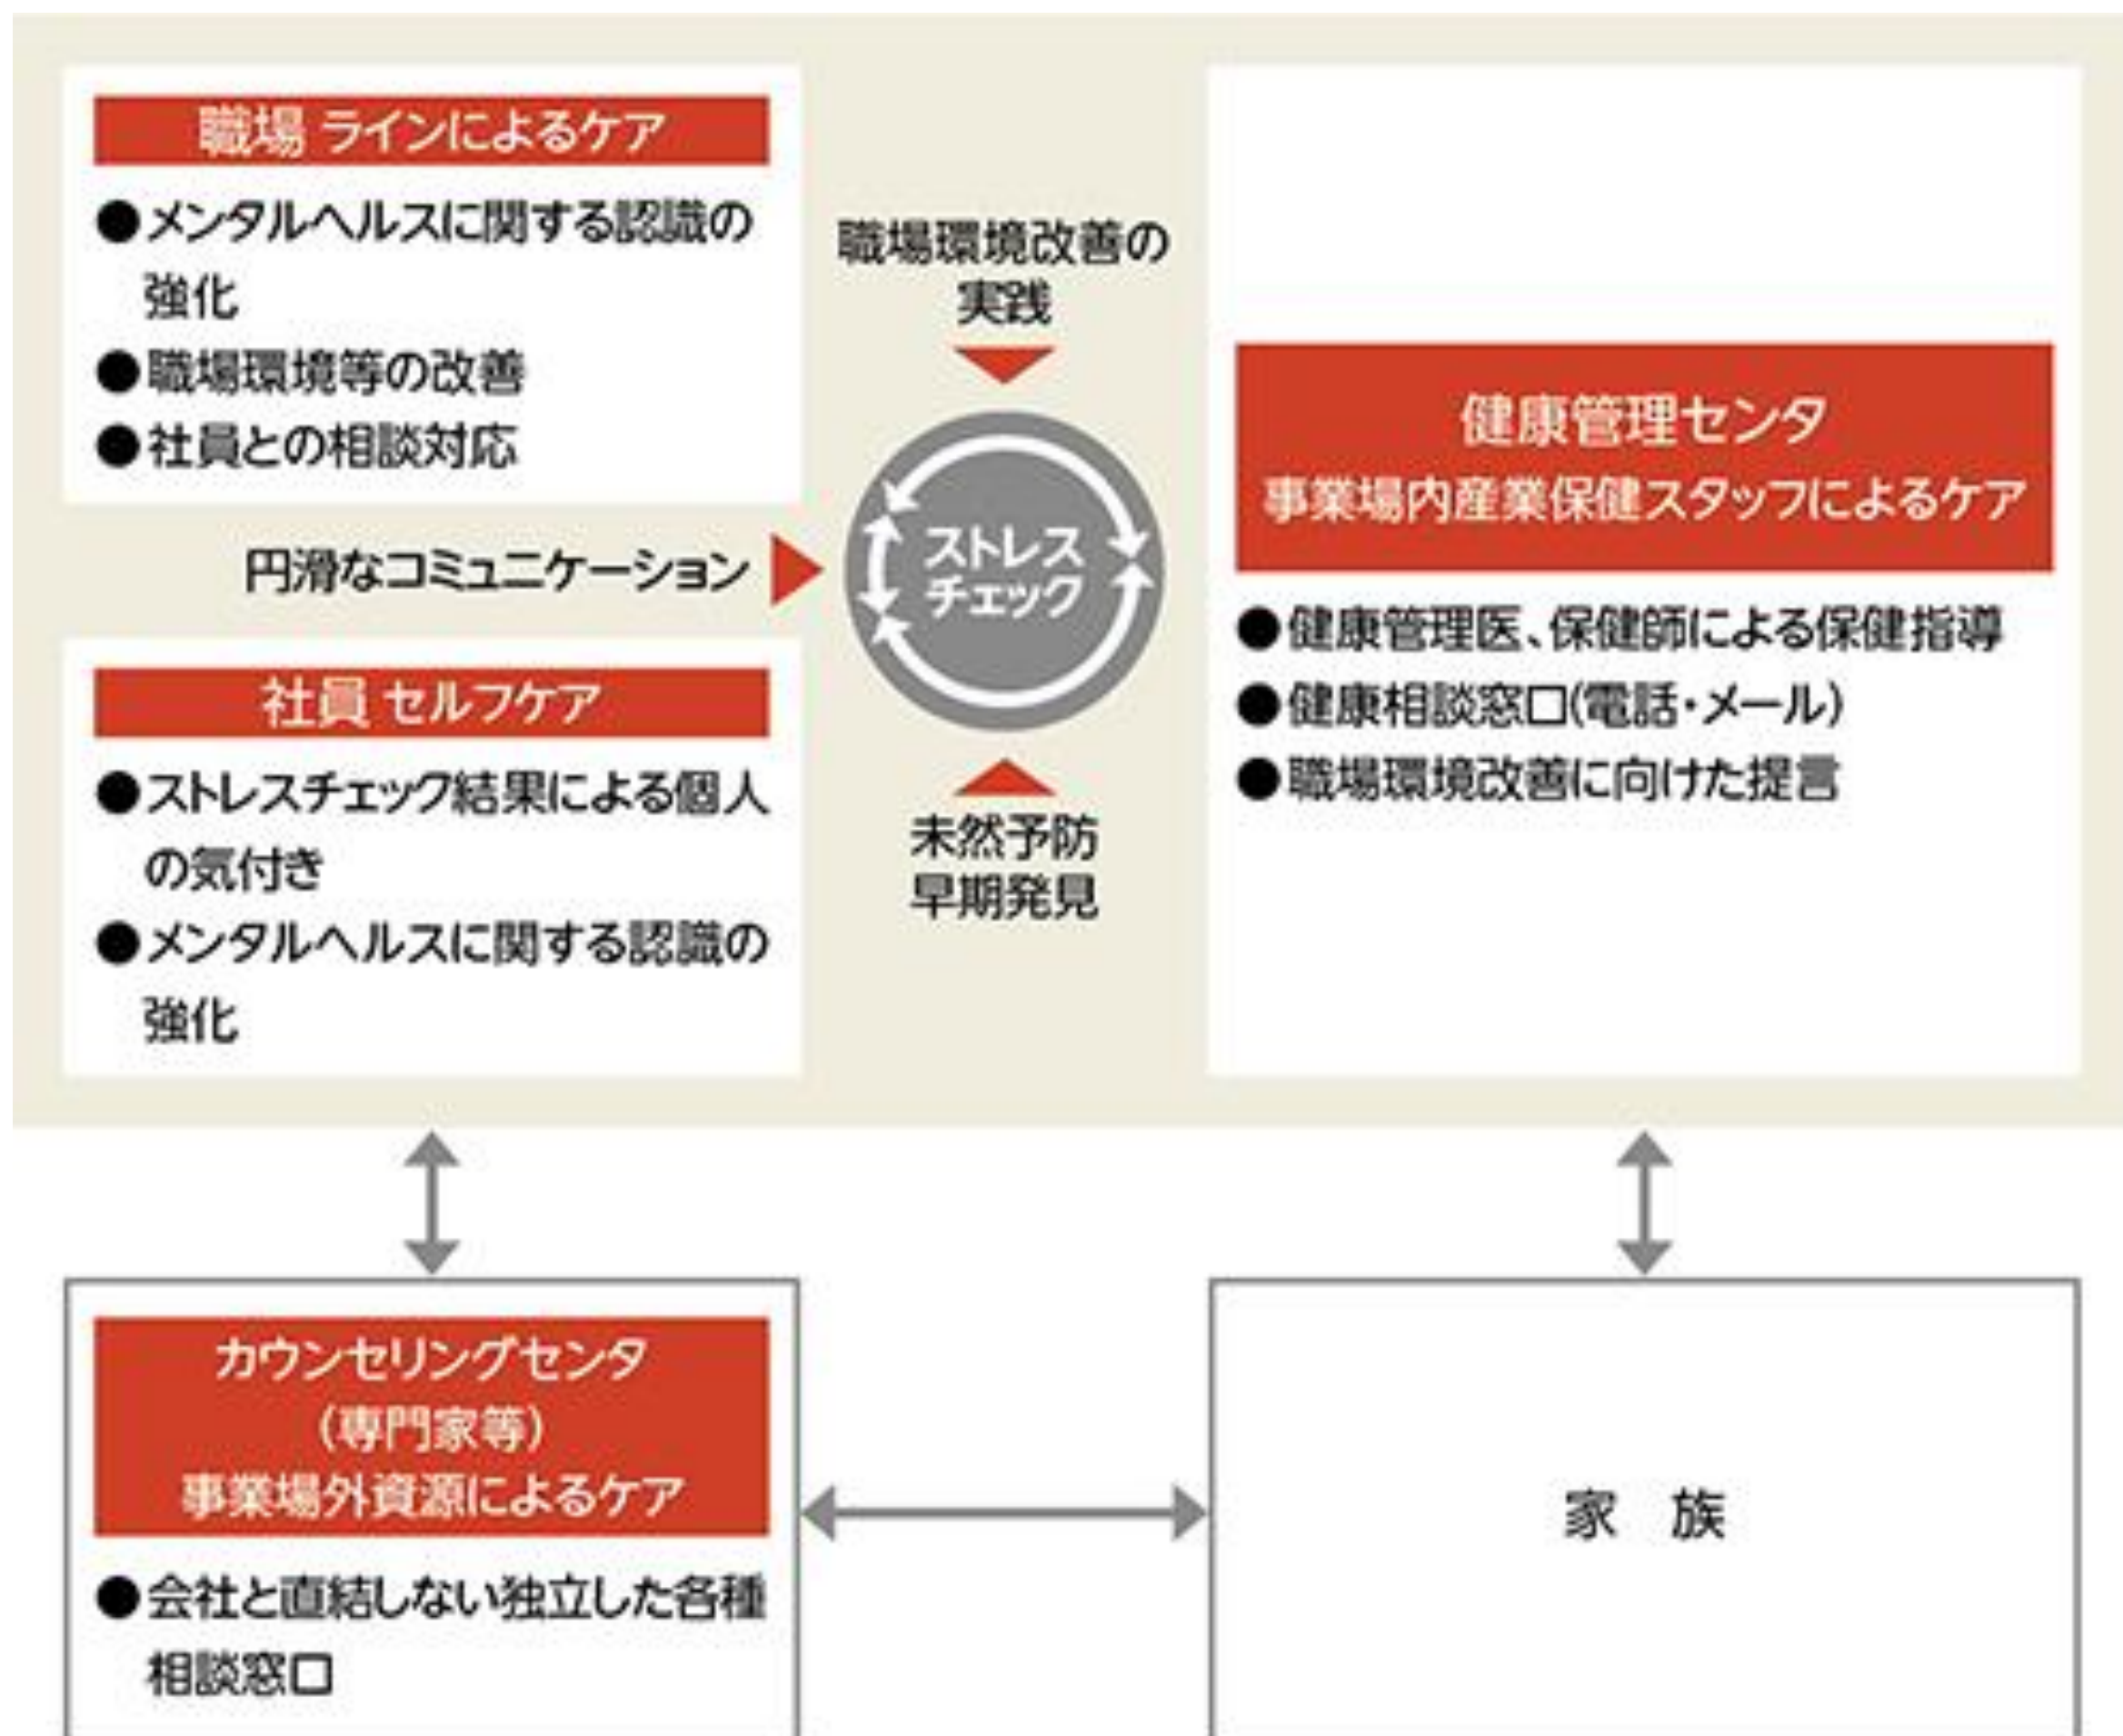 職場 ラインによるケア
●メンタルヘルスに関する認識の
強化
●職場環境等の改善
●社員との相談対応
円滑なコミュニケーション
社員 セルフケア
●ストレスチェック結果による個人
の気付き
●メンタルヘルスに関する認識の
強化
職場環境改善の
実践
ストレス
チェック
未然予防
早期発見
健康管理センタ
事業場内産業保健スタッフによるケア
●健康管理医、保健師による保健指導
●健康相談窓口(電話・メール)
●職場環境改善に向けた提言
カウンセリングセンタ
(専門家等)
事業場外資源によるケア
●会社と直結しない独立した各種
相談窓口
家 族